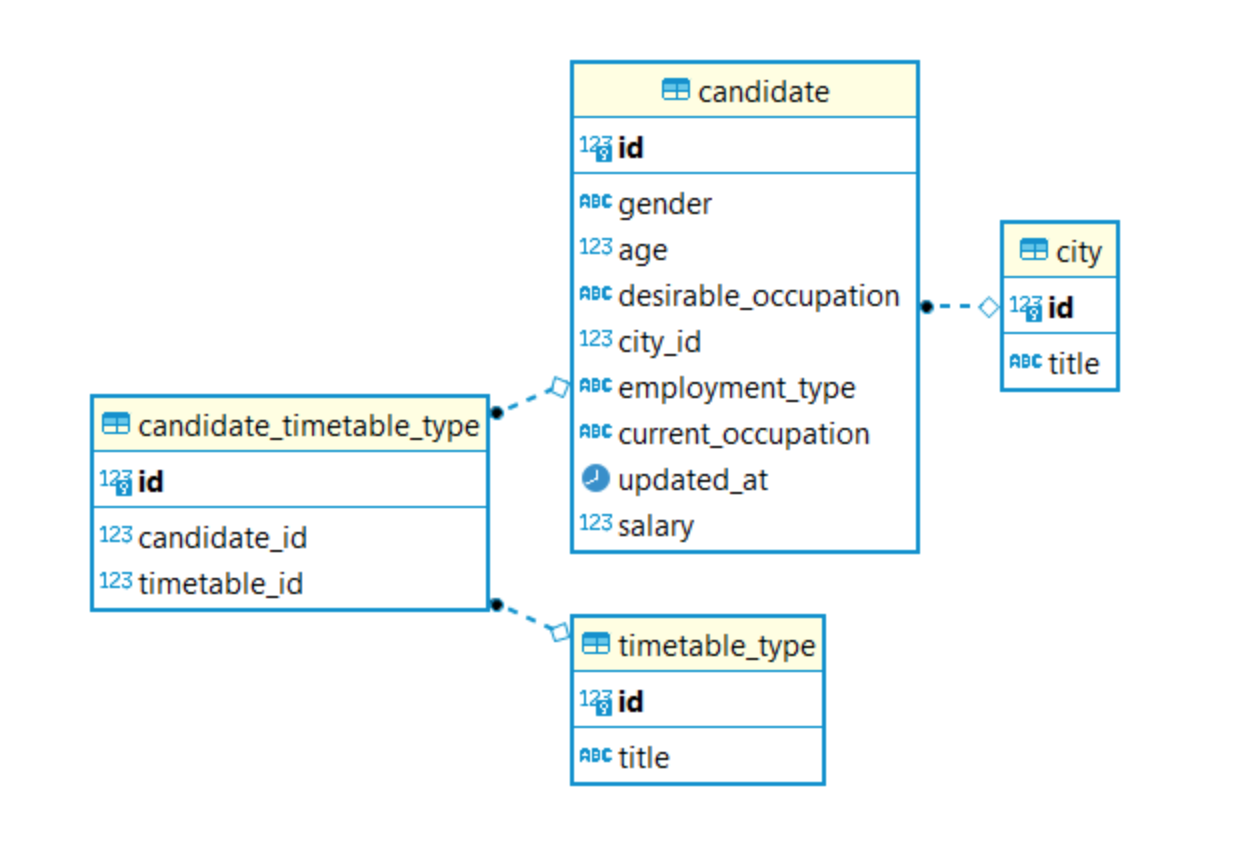 candidate
123 id
ABC gender
123 age
ABC desirable_occupation
123 city_id
ABC employment_type
ABC current_occupation
updated_at
123 salary
city
123 id
ABC title
candidate_timetable_type
123 id
123 candidate_id
123 timetable_id
timetable_type
123 id
ABC title